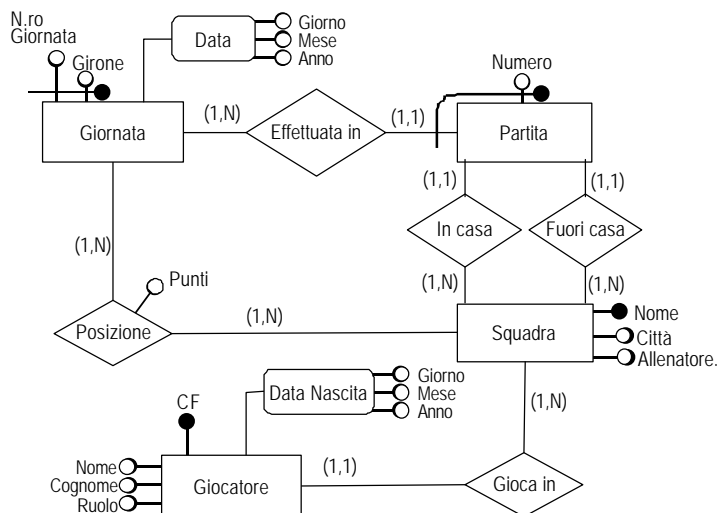 N.ro
Giornata
Girone
Data
Giorno
Mese
Anno
Numero
Giornata
(1,N)
Effettuata in
(1,1)
Partita
(1,1)
(1,1)
In casa
Fuori casa
(1,N)
(1,N)
(1,N)
Punti
Posizione
(1,N)
Squadra
Nome
Città
Allenatore.
Data Nascita
Giorno
Mese
Anno
CF
(1,N)
Nome
Cognome
Ruolo
Giocatore
(1,1)
Gioca in